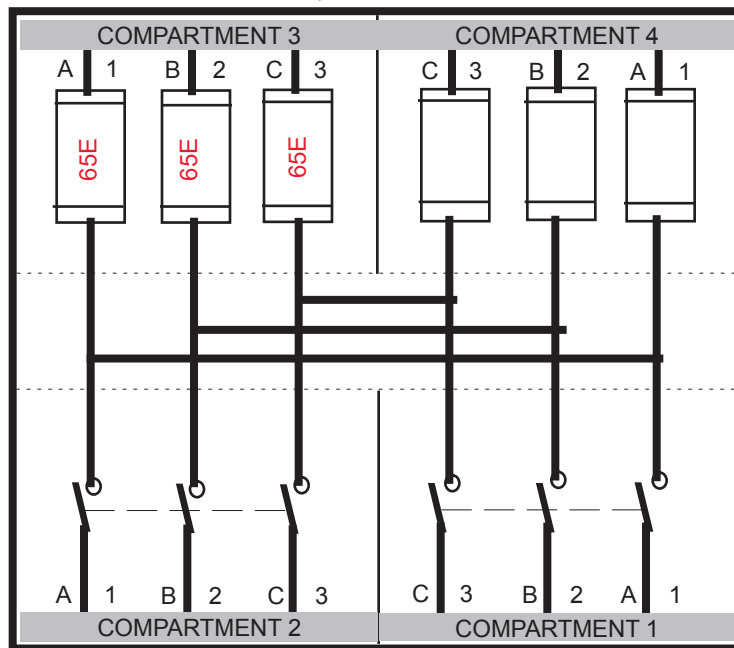 COMPARTMENT 3 COMPARTMENT 4
A 1 B 2 C 3 C 3 B 2 A 1
65E 65E 65E
A 1 B 2 C 3 C 3 B 2 A 1
COMPARTMENT 2 COMPARTMENT 1